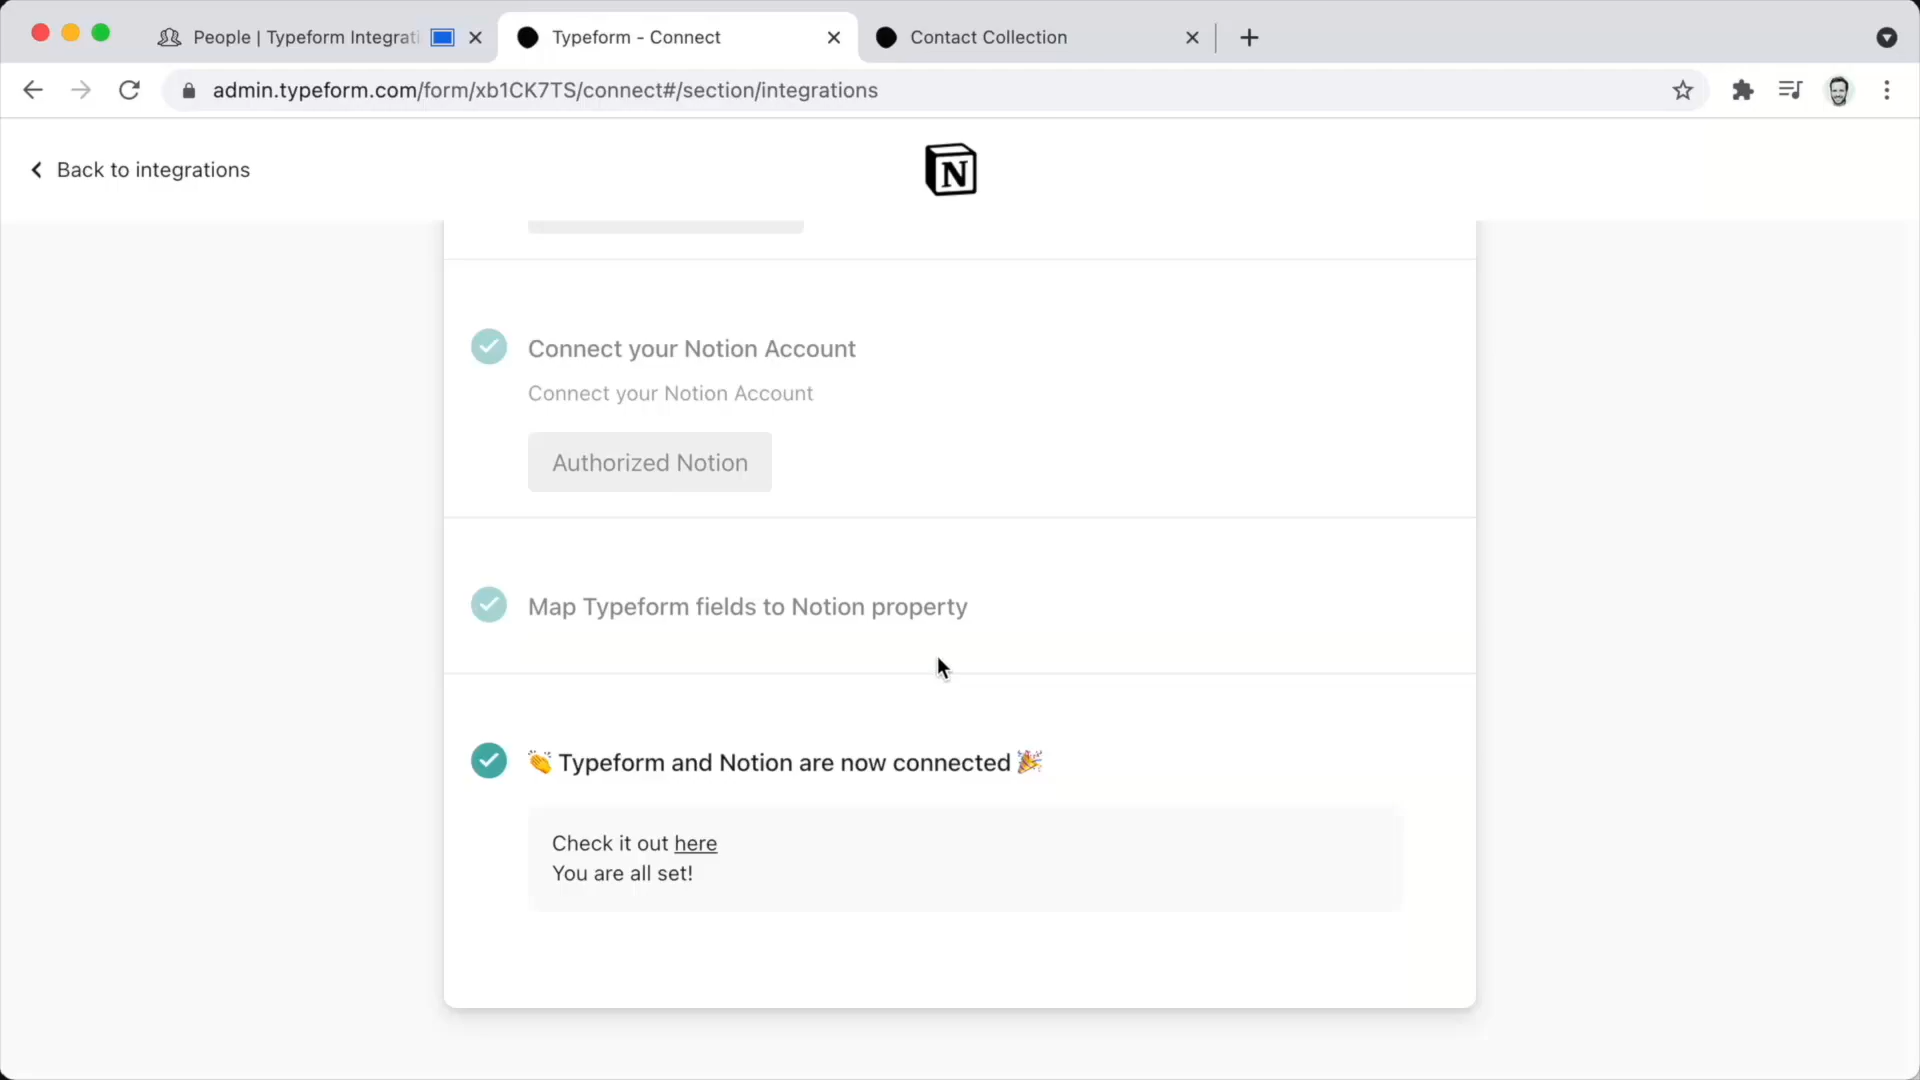 People | Typeform Integrati
Typeform - Connect
Contact Collection
admin.typeform.com/form/xb1CK7TS/connect#/section/integrations
Back to integrations
N
Connect your Notion Account
Connect your Notion Account
Authorized Notion
Map Typeform fields to Notion property
👏 Typeform and Notion are now connected 🎉
Check it out here
You are all set!